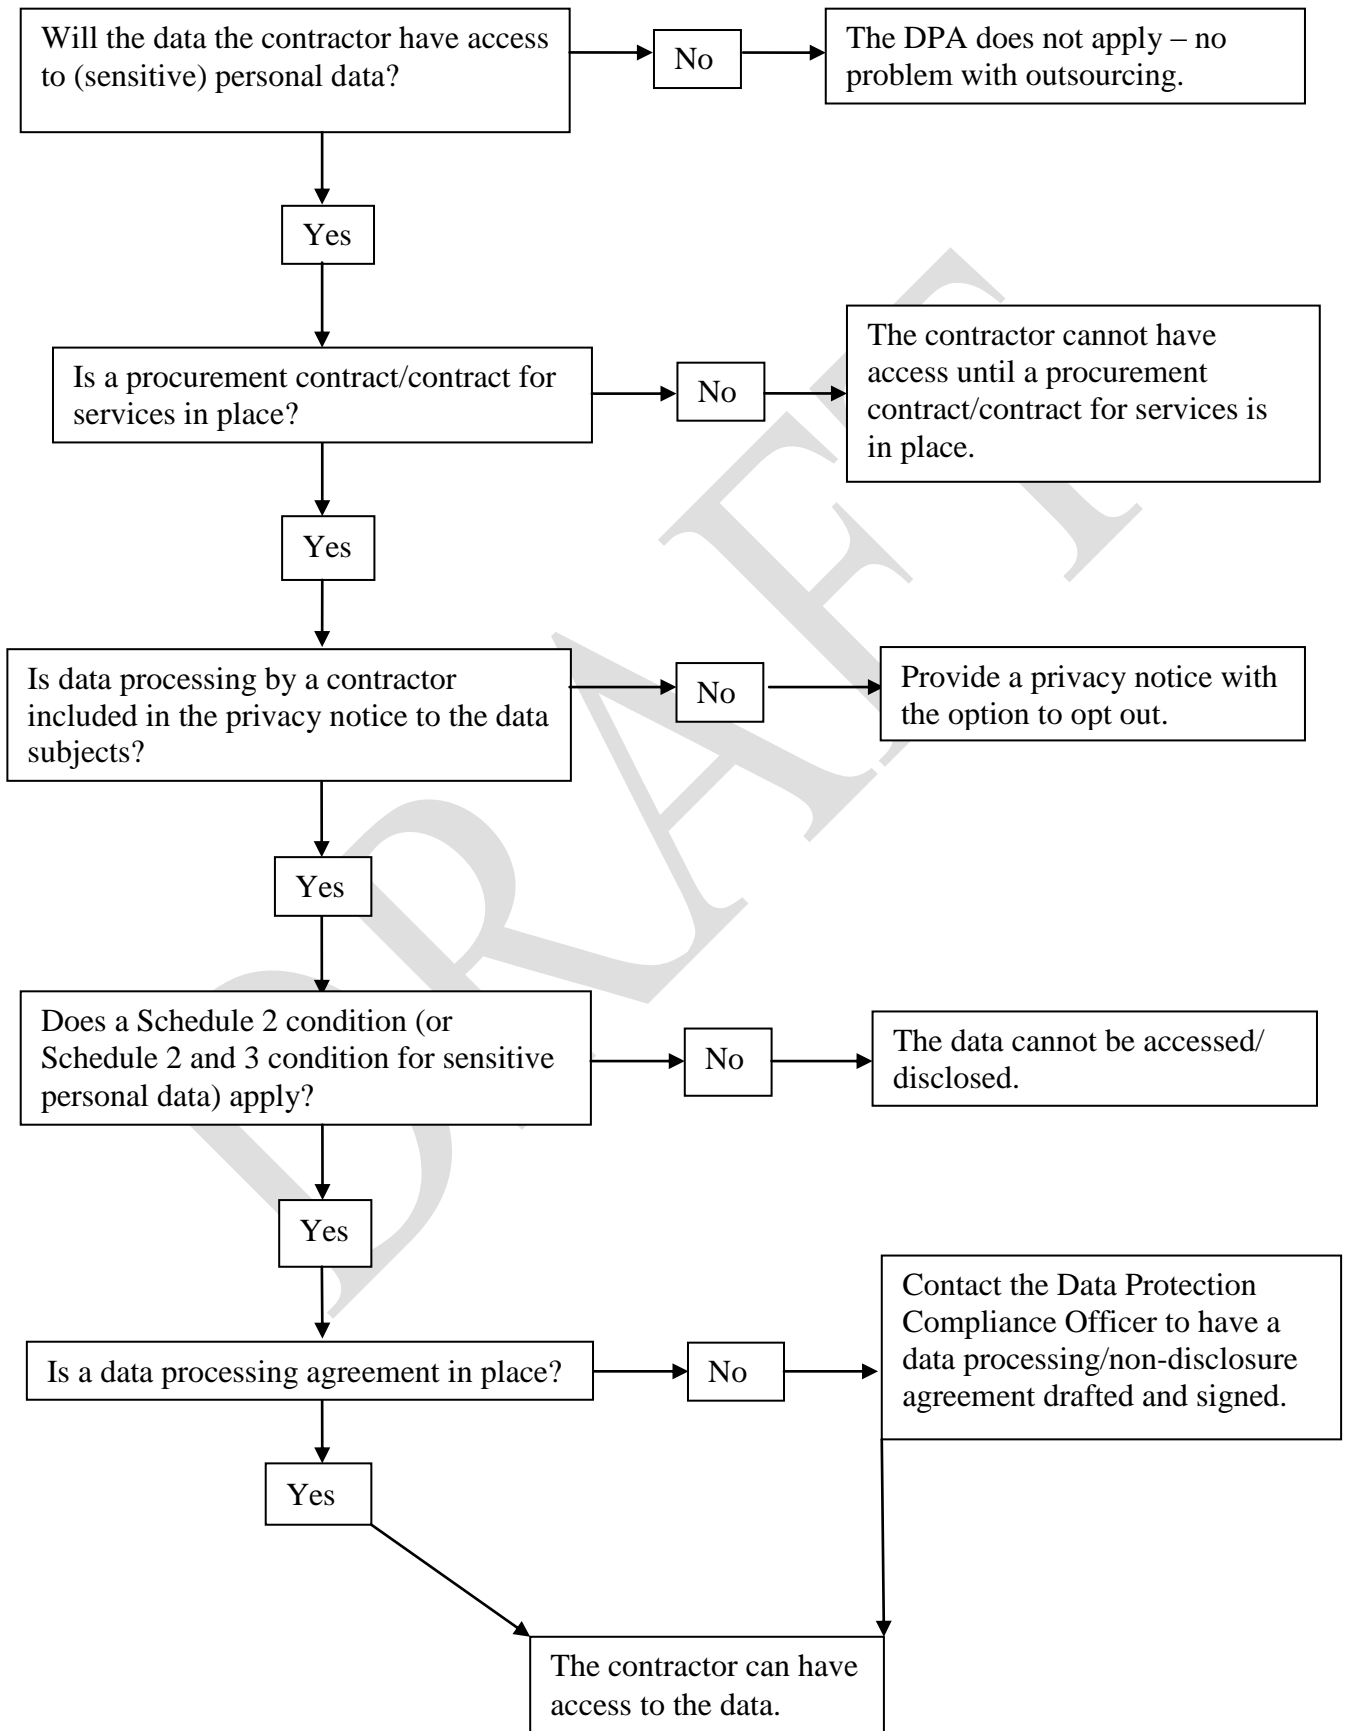 Will the data the contractor have access
to (sensitive) personal data?
No
The DPA does not apply – no
problem with outsourcing.
Yes
Is a procurement contract/contract for
services in place?
No
The contractor cannot have
access until a procurement
contract/contract for services is
in place.
Yes
Is data processing by a contractor
included in the privacy notice to the data
subjects?
No
Provide a privacy notice with
the option to opt out.
Yes
Does a Schedule 2 condition (or
Schedule 2 and 3 condition for sensitive
personal data) apply?
No
The data cannot be accessed/
disclosed.
Yes
Is a data processing agreement in place?
No
Contact the Data Protection
Compliance Officer to have a
data processing/non-disclosure
agreement drafted and signed.
Yes
The contractor can have
access to the data.
DRAFT